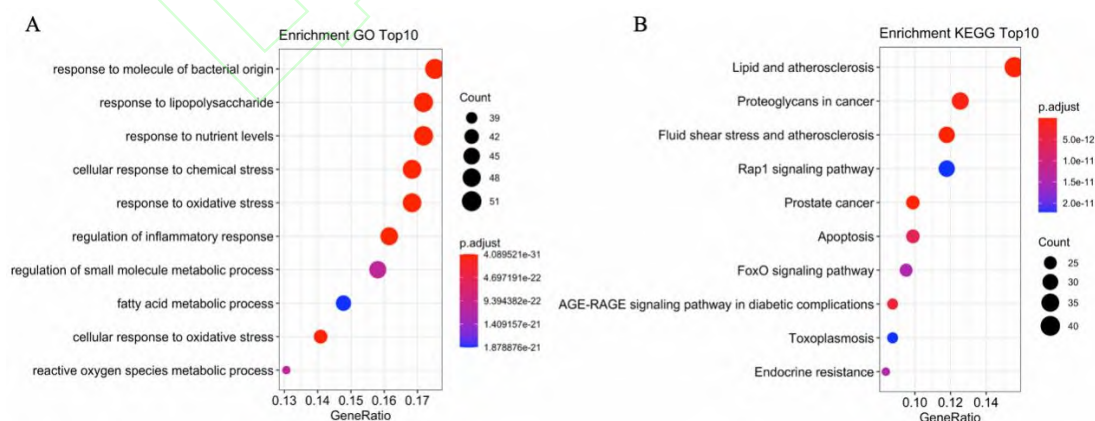 A
Enrichment GO Top10
response to molecule of bacterial origin
response to lipopolysaccharide
response to nutrient levels
cellular response to chemical stress
response to oxidative stress
regulation of inflammatory response
regulation of small molecule metabolic process
fatty acid metabolic process
cellular response to oxidative stress
reactive oxygen species metabolic process
0.13 0.14 0.15 0.16 0.17
GeneRatio
Count
39
42
45
48
51
p.adjust
4.089521e-31
4.697191e-22
9.394382e-22
1.409157e-21
1.878876e-21
B
Enrichment KEGG Top10
Lipid and atherosclerosis
Proteoglycans in cancer
Fluid shear stress and atherosclerosis
Rap1 signaling pathway
Prostate cancer
Apoptosis
FoxO signaling pathway
AGE-RAGE signaling pathway in diabetic complications
Toxoplasmosis
Endocrine resistance
0.10 0.12 0.14
GeneRatio
p.adjust
5.0e-12
1.0e-11
1.5e-11
2.0e-11
Count
25
30
35
40